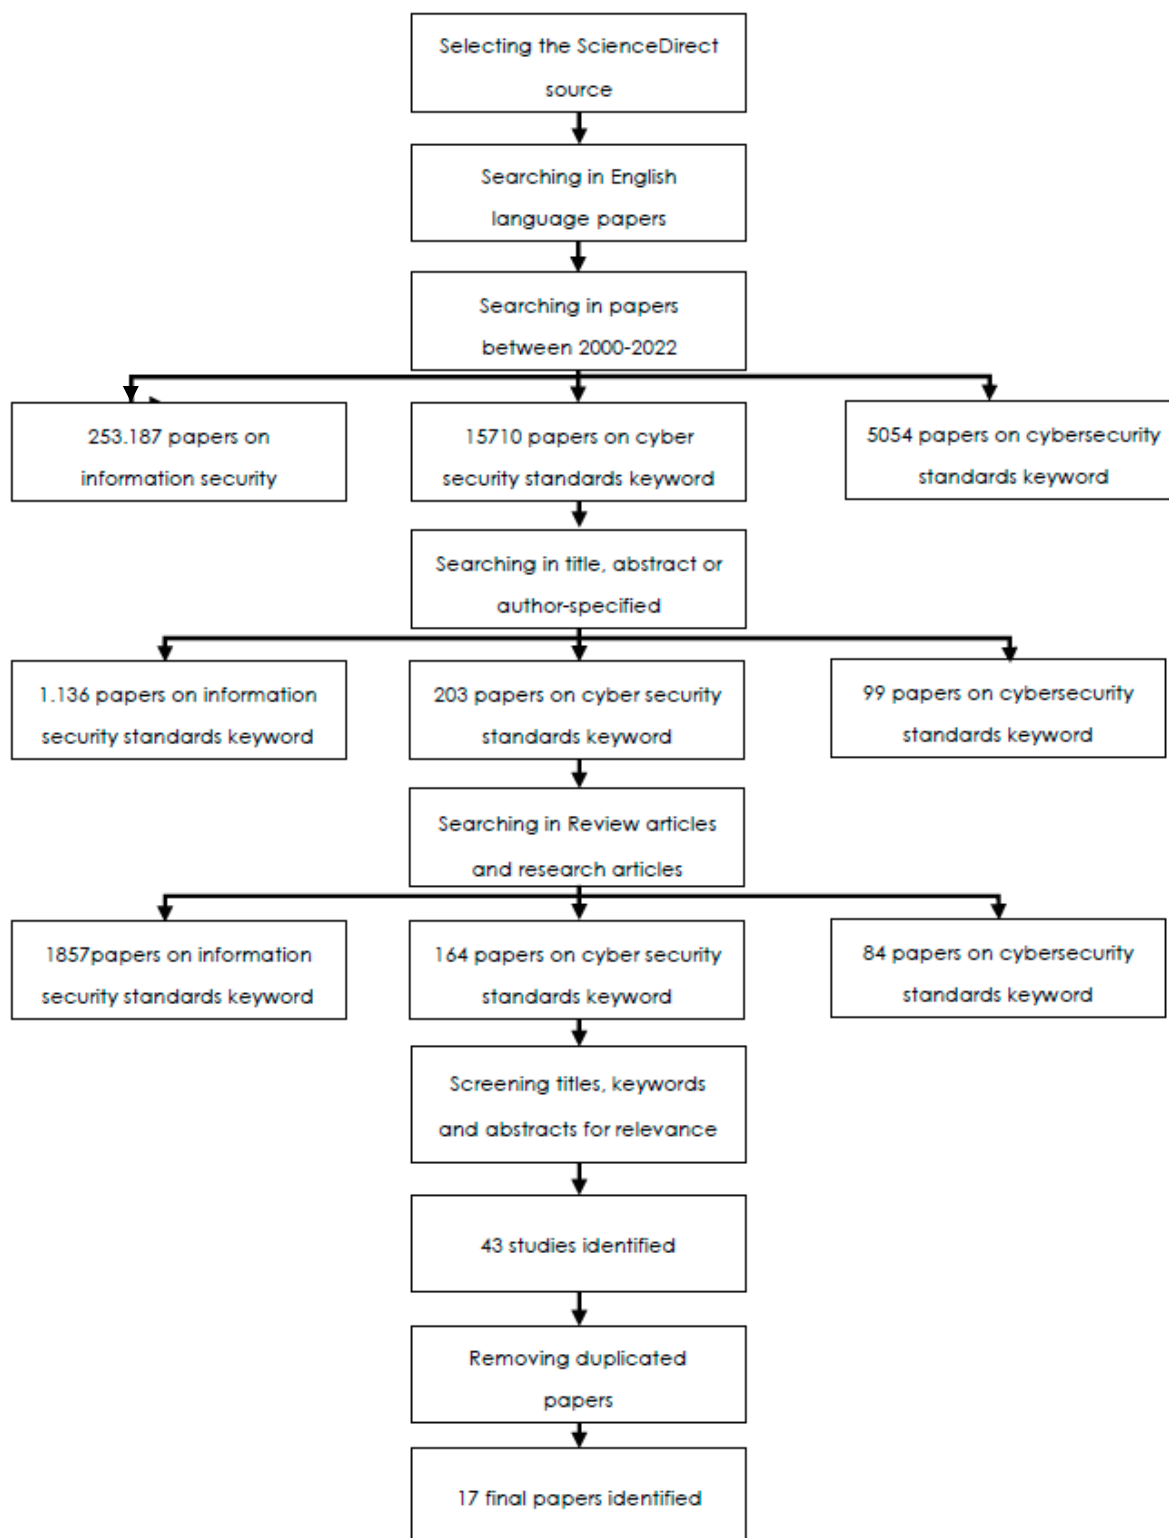 Selecting the ScienceDirect
source
Searching in English
language papers
Searching in papers
between 2000-2022
253.187 papers on
information security
15710 papers on cyber
security standards keyword
5054 papers on cybersecurity
standards keyword
Searching in title, abstract or
author-specified
1.136 papers on information
security standards keyword
203 papers on cyber security
standards keyword
99 papers on cybersecurity
standards keyword
Searching in Review articles
and research articles
1857papers on information
security standards keyword
164 papers on cyber security
standards keyword
84 papers on cybersecurity
standards keyword
Screening titles, keywords
and abstracts for relevance
43 studies identified
Removing duplicated
papers
17 final papers identified